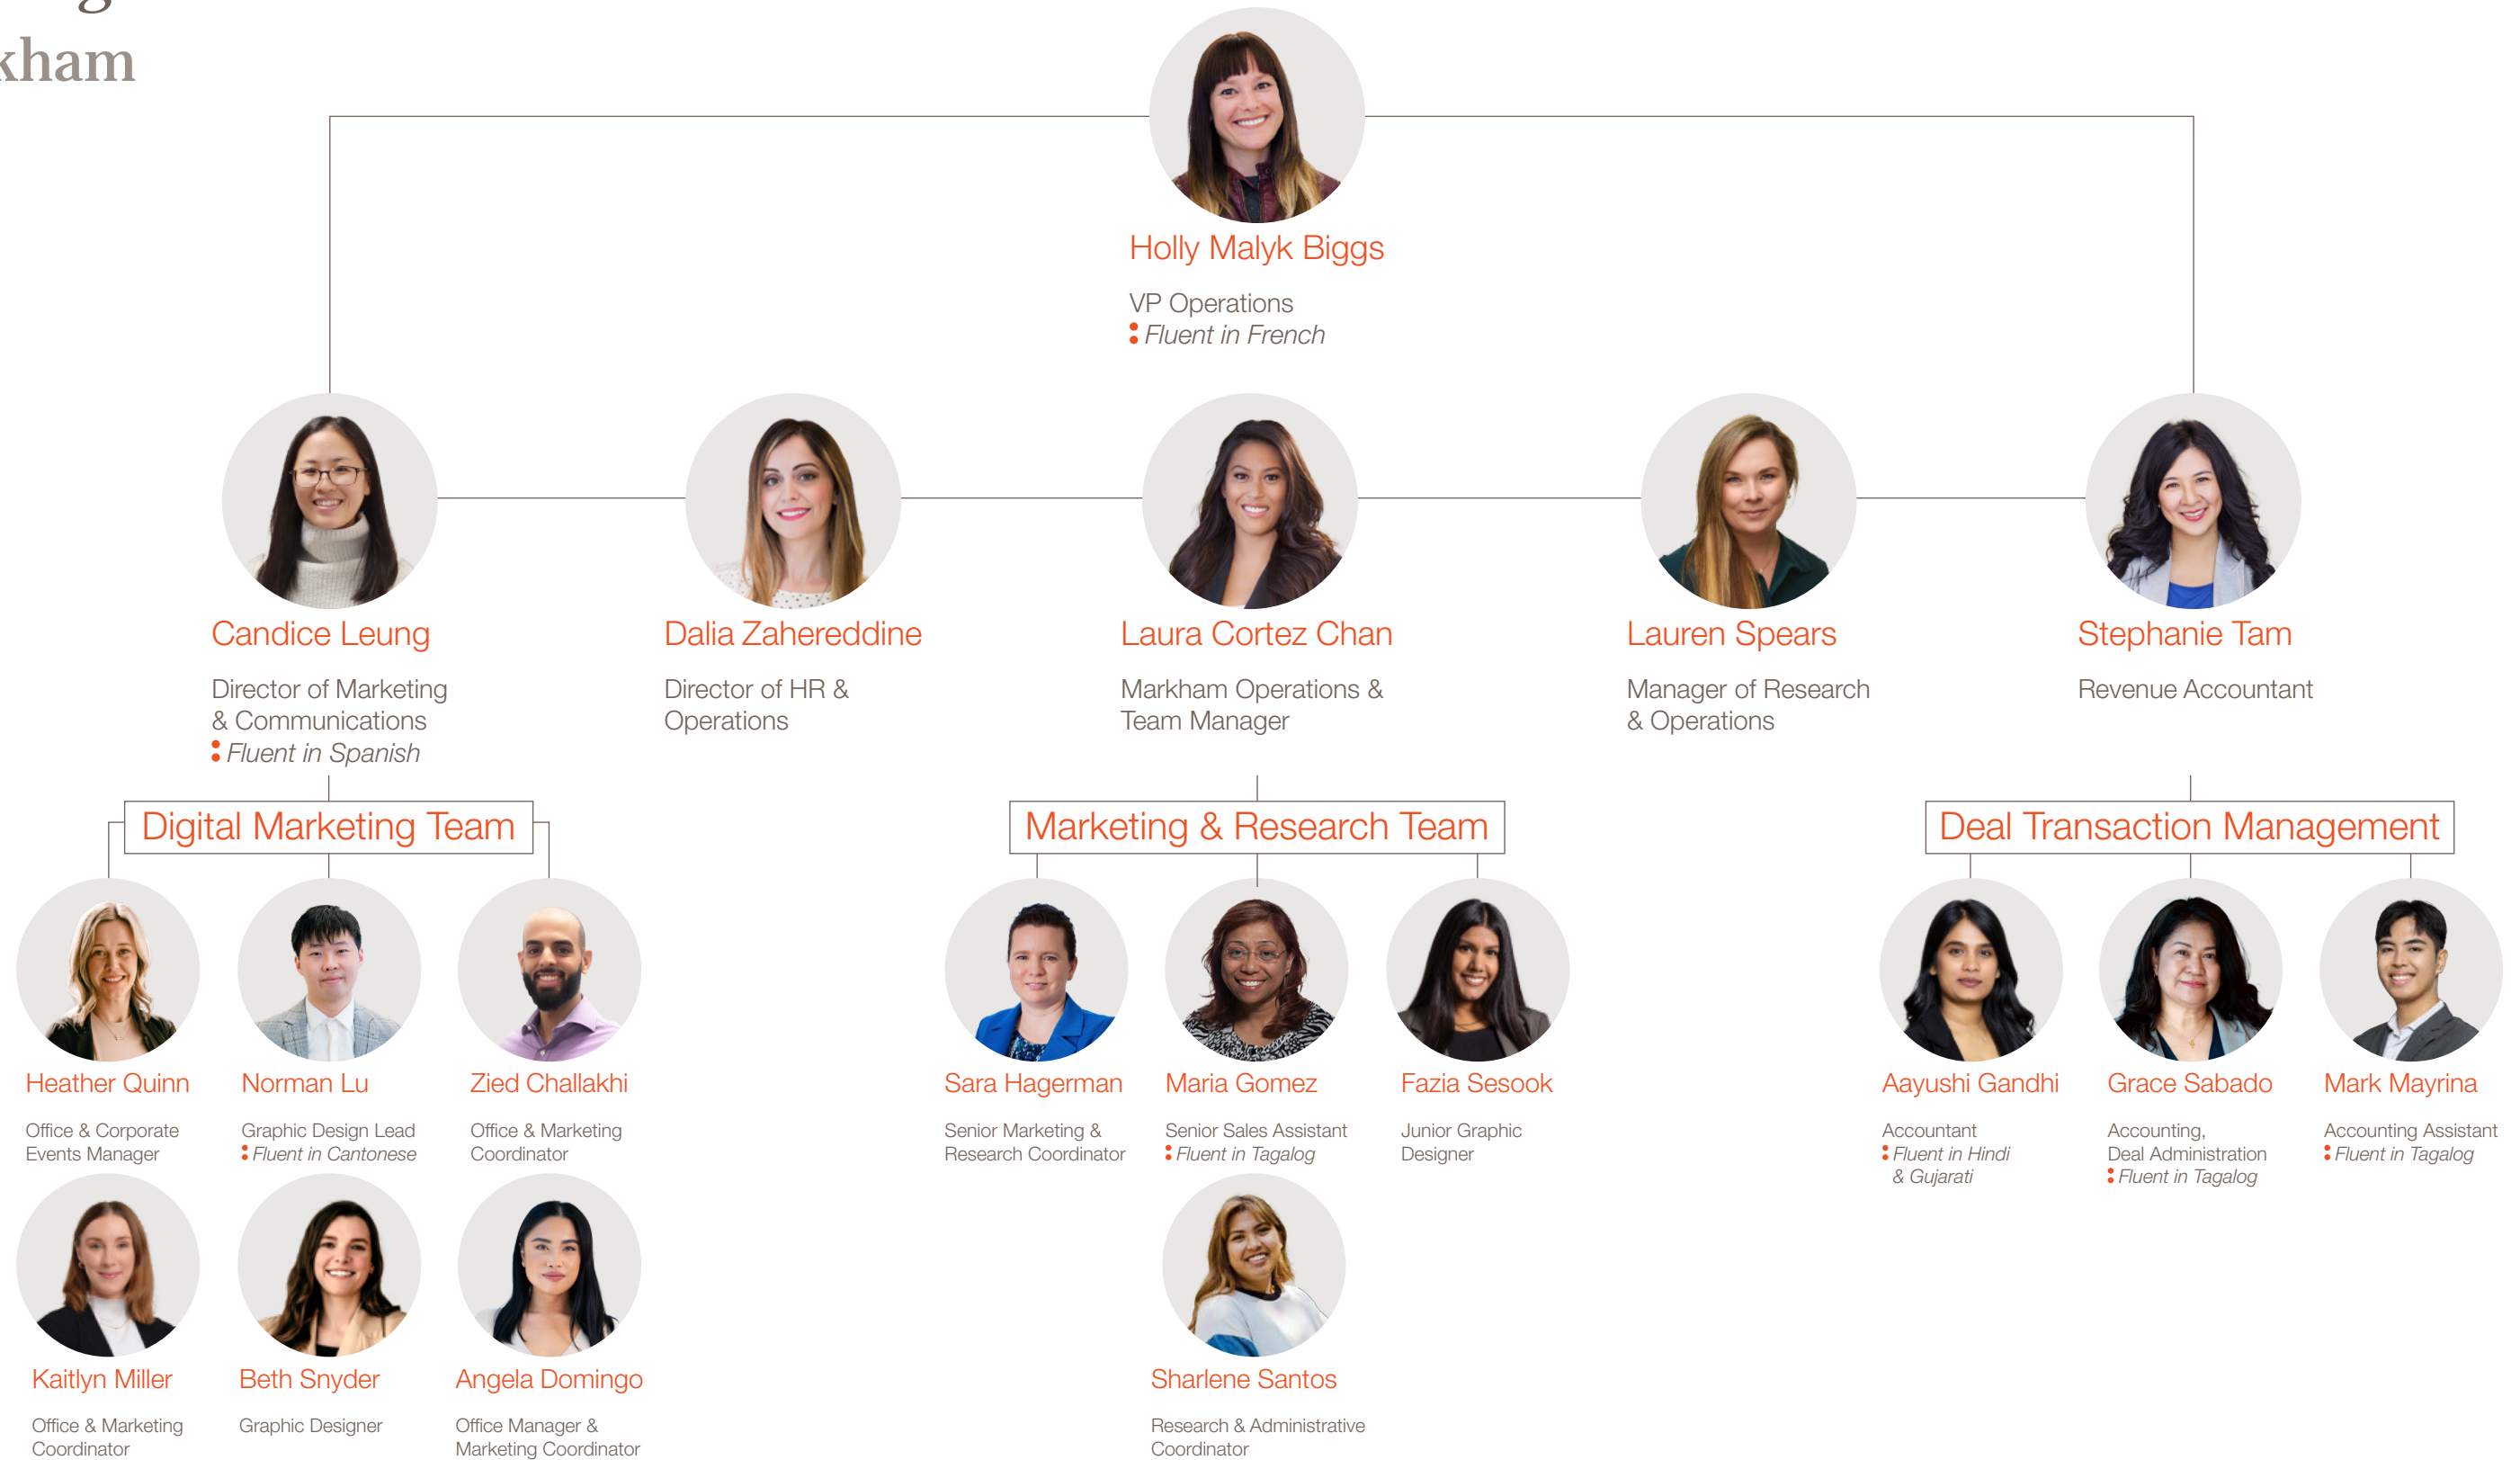 kham
Holly Malyk Biggs
VP Operations
Fluent in French
Candice Leung
Director of Marketing
& Communications
Fluent in Spanish
Dalia Zahereddine
Director of HR &
Operations
Laura Cortez Chan
Markham Operations &
Team Manager
Lauren Spears
Manager of Research
& Operations
Stephanie Tam
Revenue Accountant
Digital Marketing Team
Heather Quinn
Office & Corporate
Events Manager
Norman Lu
Graphic Design Lead
Fluent in Cantonese
Zied Challakhi
Office & Marketing
Coordinator
Kaitlyn Miller
Office & Marketing
Coordinator
Beth Snyder
Graphic Designer
Angela Domingo
Office Manager &
Marketing Coordinator
Marketing & Research Team
Sara Hagerman
Senior Marketing &
Research Coordinator
Maria Gomez
Senior Sales Assistant
Fluent in Tagalog
Fazia Sesook
Junior Graphic
Designer
Sharlene Santos
Research & Administrative
Coordinator
Deal Transaction Management
Aayushi Gandhi
Accountant
Fluent in Hindi
& Gujarati
Grace Sabado
Accounting,
Deal Administration
Fluent in Tagalog
Mark Mayrina
Accounting Assistant
Fluent in Tagalog